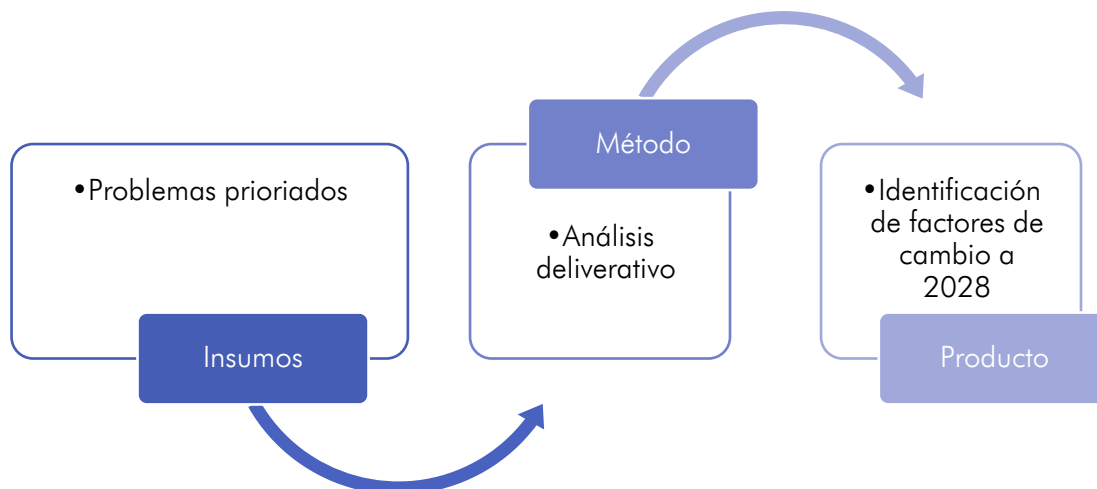 •Problemas prioriados
Insumos
Método
•Análisis
deliverativo
•Identificación
de factores de
cambio a
2028
Producto